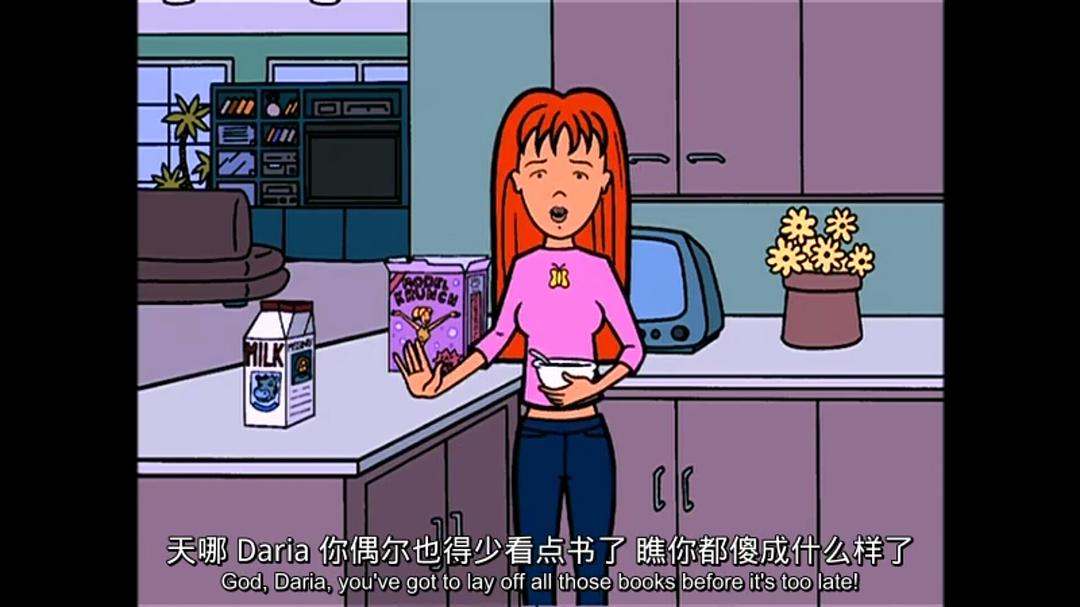 MODEL
KRUNCH
MILK
MISSING
天哪 Daria 你偶尔也得少看点书了 瞧你都傻成什么样了
God, Daria, you've got to lay off all those books before it's too late!